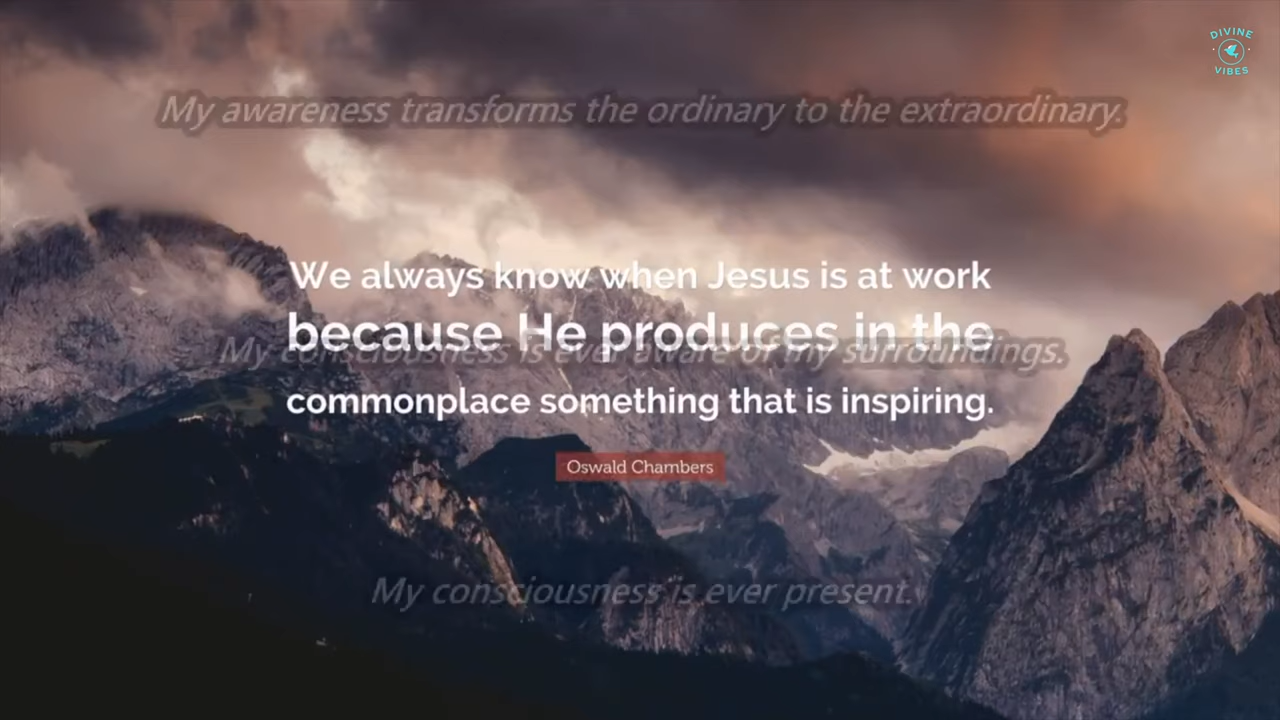 DIVINE
VIBES
My awareness transforms the ordinary to the extraordinary.
We always know when Jesus is at work
because He produces in the
My consciousness is ever aware of my surroundings.
commonplace something that is inspiring.
Oswald Chambers
My consciousness is ever present.